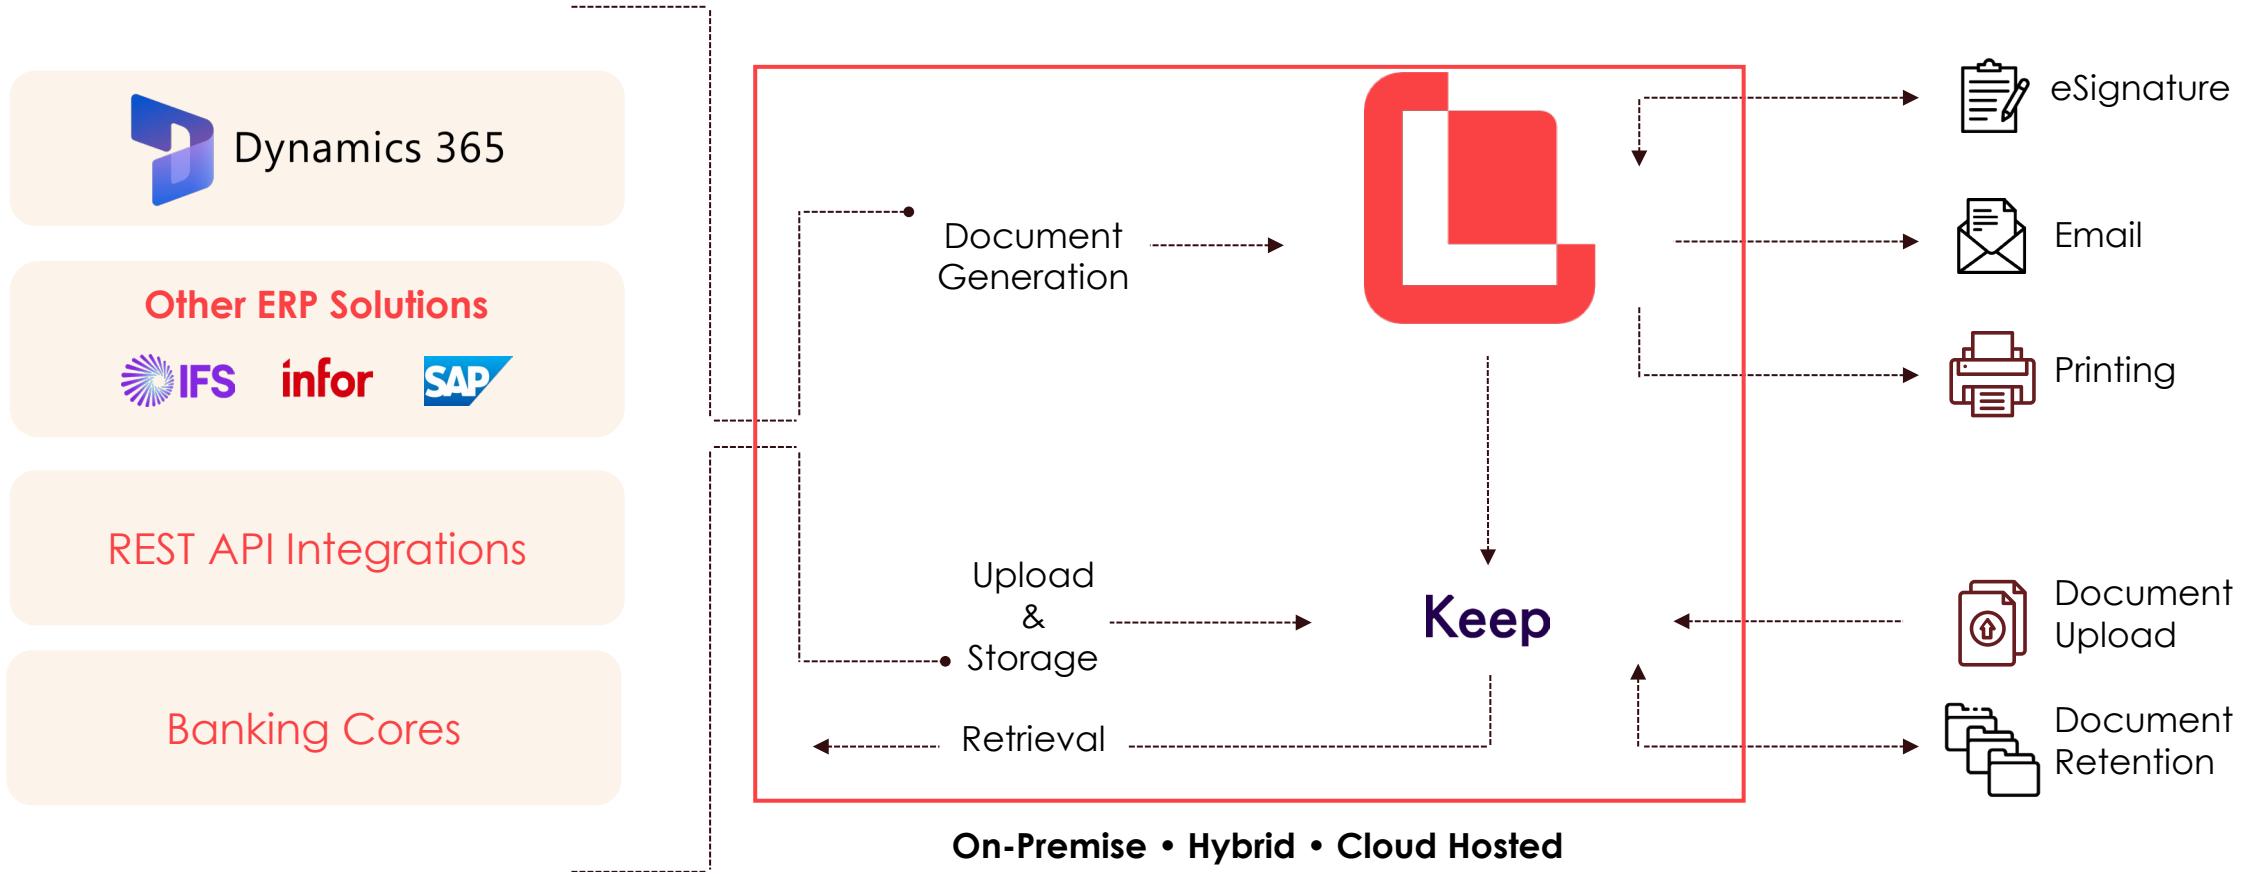 Dynamics 365
Other ERP Solutions
IFS
infor
SAP
REST API Integrations
Banking Cores
Document
Generation
Upload
&
Storage
Retrieval
Keep
On-Premise • Hybrid • Cloud Hosted
eSignature
Email
Printing
Document
Upload
Document
Retention